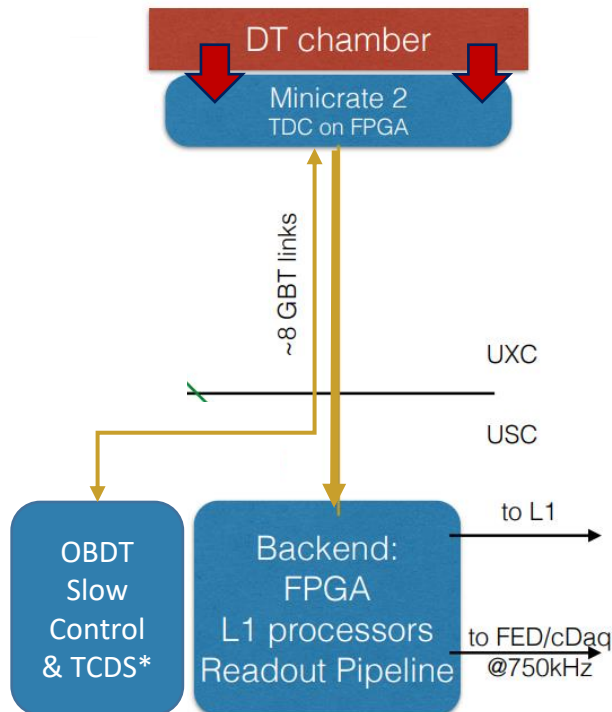 DT chamber
Minicrate 2
TDC on FPGA
~8 GBT links
UXC
USC
OBDT
Slow
Control
& TCDS*
Backend:
FPGA
L1 processors
Readout Pipeline
to L1
to FED/cDaq
@750kHz